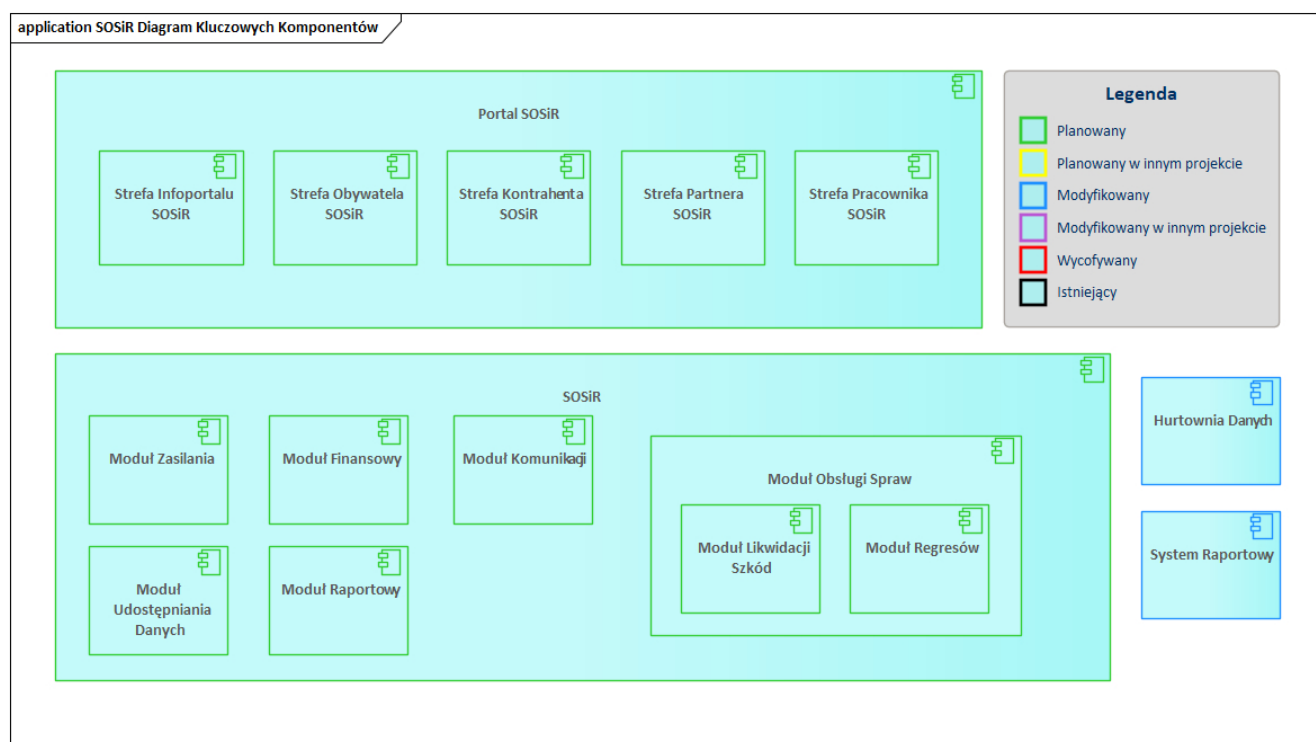 application SOSiR Diagram Kluczowych Komponentów
Portal SOSiR
Strefa Infoportalu
SOSiR
Strefa Obywatela
SOSiR
Strefa Kontrahenta
SOSiR
Strefa Partnera
SOSiR
Strefa Pracownika
SOSiR
Legenda
Planowany
Planowany w innym projekcie
Modyfikowany
Modyfikowany w innym projekcie
Wycofywany
Istniejący
SOSiR
Moduł Zasilania
Moduł Finansowy
Moduł Komunikacji
Moduł Obsługi Spraw
Moduł Likwidacji
Szkód
Moduł Regresów
Moduł
Udostępniania
Danych
Moduł Raportowy
Hurtownia Danych
System Raportowy